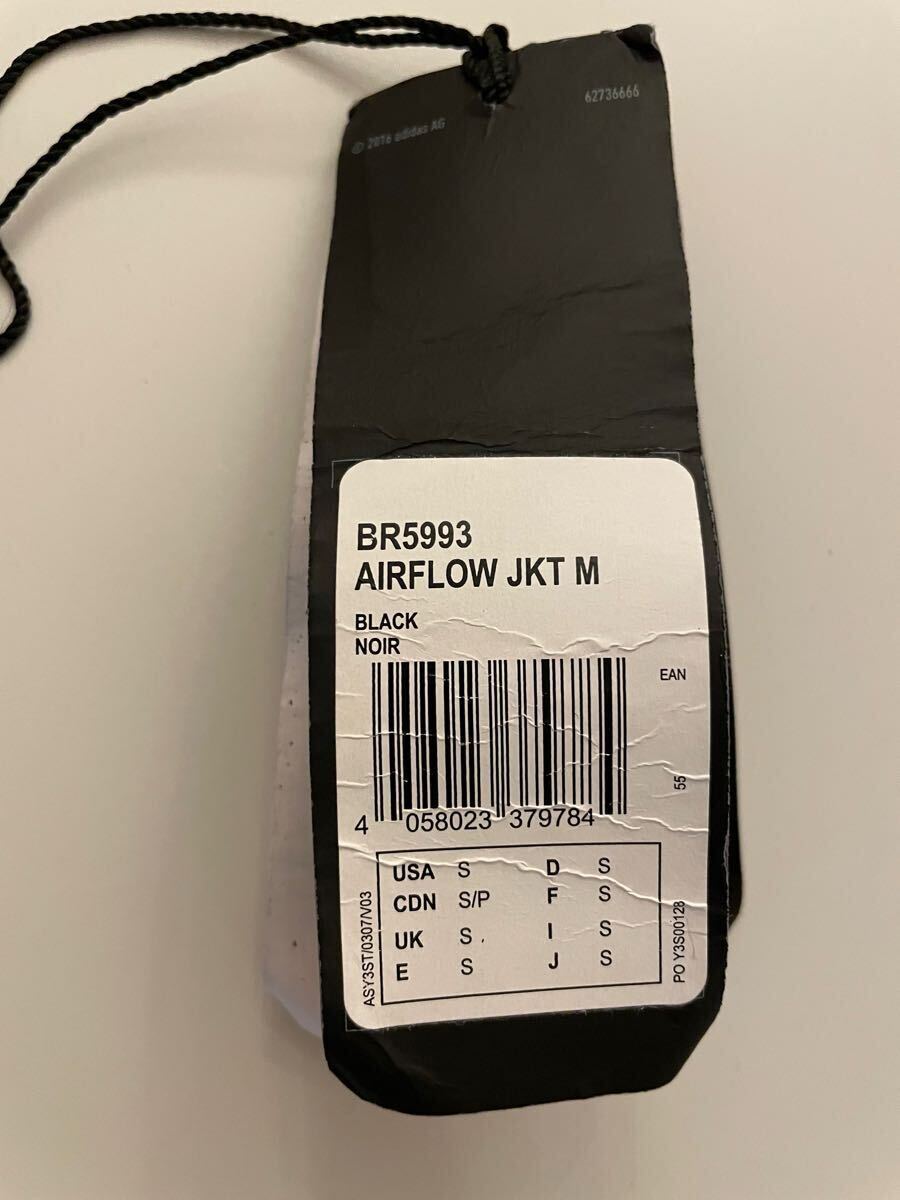 © 2016 adidas AG
62736666
BR5993
AIRFLOW JKT M
BLACK
NOIR
EAN
55
4 058023 379784
USA S D S
CDN S/P F S
UK S I S
E S J S
ASY3ST/0307/V03
PO Y3S00128